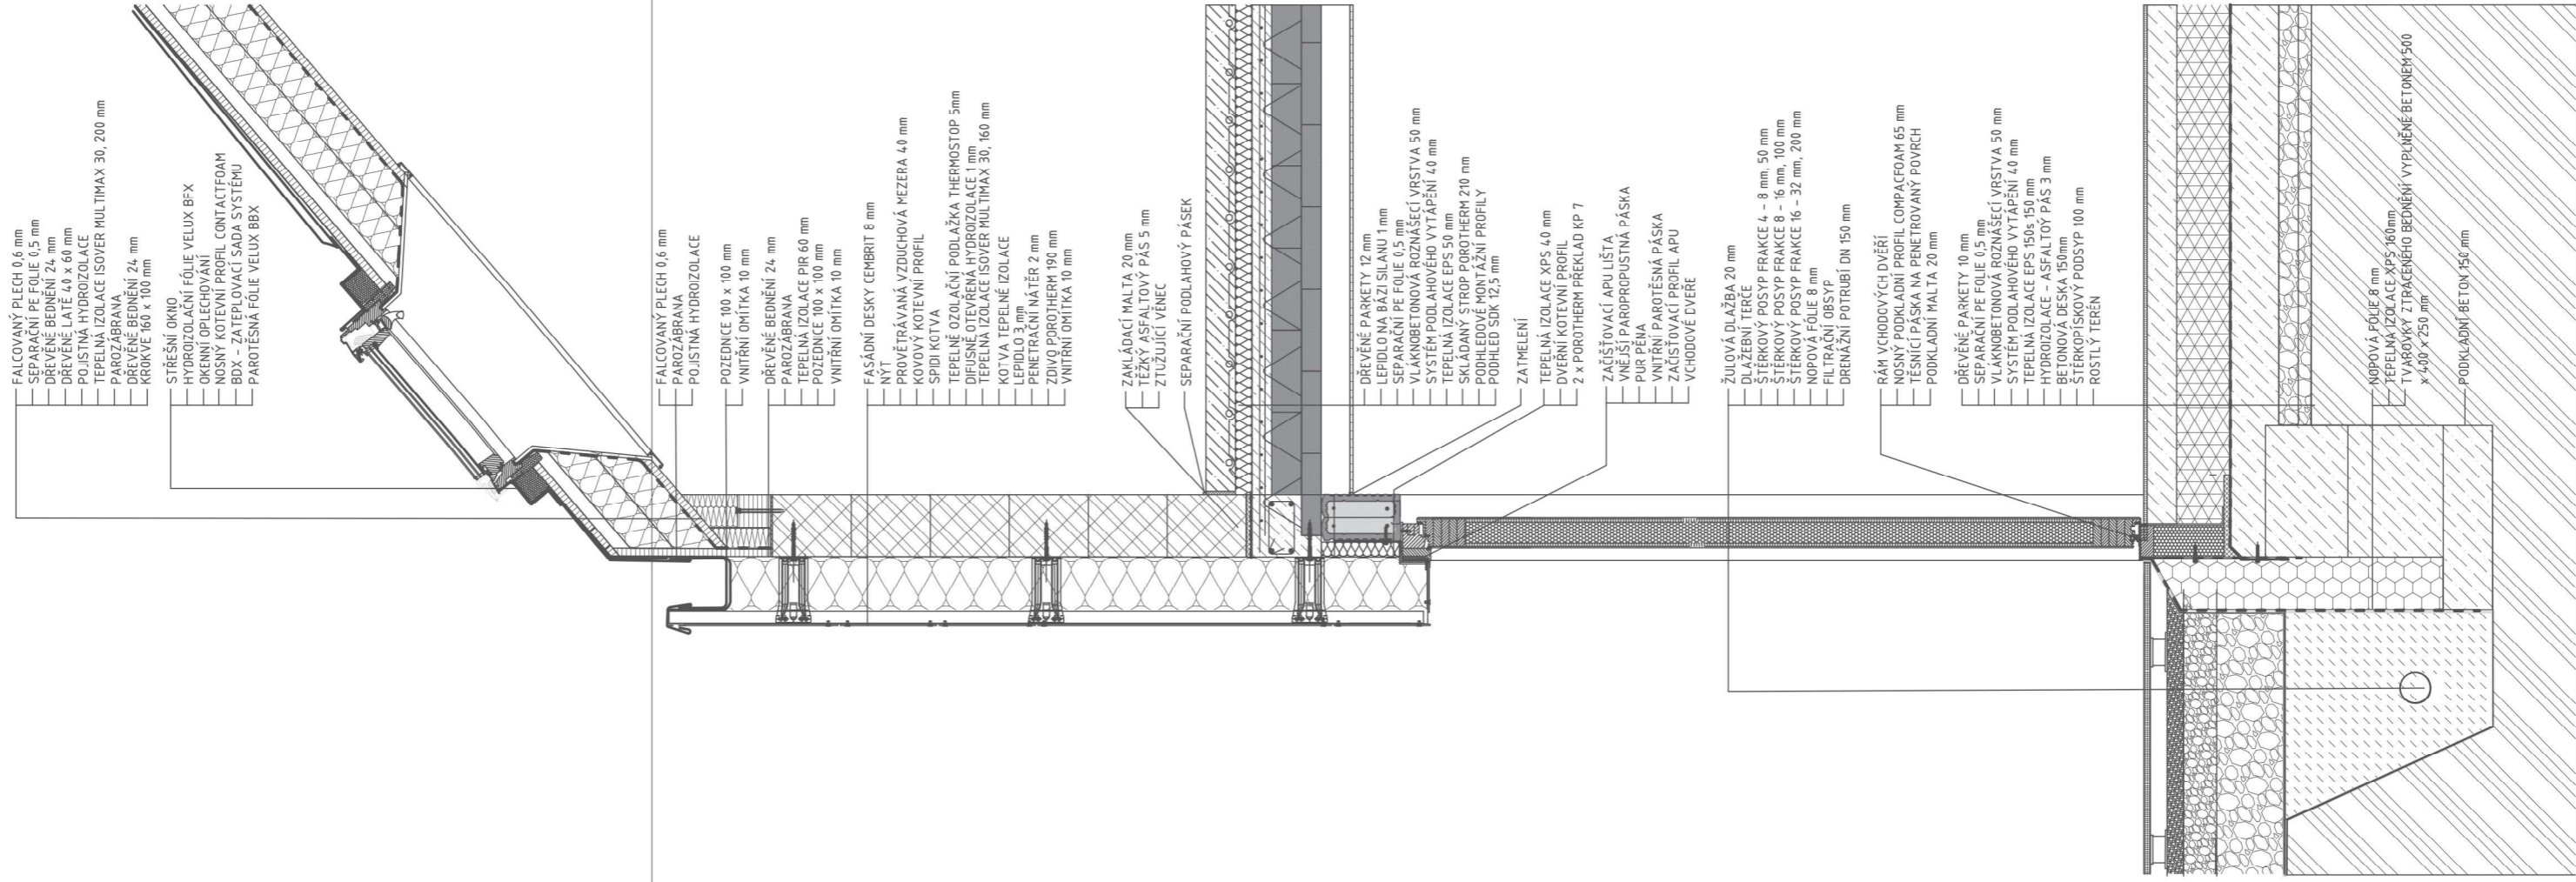 FALCOVANÝ PLECH 0,6 mm
SEPARAČNÍ PE FOLIE 0,5 mm
DŘEVĚNÉ BEDNĚNÍ 24 mm
DŘEVĚNÉ LATĚ 40 x 60 mm
POJISTNÁ HYDROIZOLACE
TEPELNÁ IZOLACE ISOVER MULTIMAX 30, 200 mm
PAROZÁBRANA
DŘEVĚNÉ BEDNĚNÍ 24 mm
KROKVE 160 x 100 mm
STŘEŠNÍ OKNO
HYDROIZOLAČNÍ FÓLIE VELUX BFX
OKENNÍ OPLECHOVÁNÍ
NOSNÝ KOTEVNÍ PROFIL CONTACTFOAM
BDX - ZATEPLOVACÍ SADA SYSTÉMU
PAROTĚSNÁ FÓLIE VELUX BBX
FALCOVANÝ PLECH 0,6 mm
PAROZÁBRANA
POJISTNÁ HYDROIZOLACE
POZEDNICE 100 x 100 mm
VNITŘNÍ OMÍTKA 10 mm
DŘEVĚNÉ BEDNĚNÍ 24 mm
PAROZÁBRANA
TEPELNÁ IZOLACE PIR 60 mm
POZEDNICE 100 x 100 mm
VNITŘNÍ OMÍTKA 10 mm
FASÁDNÍ DESKY CEMBRIT 8 mm
NÝT
PROVĚTRÁVANÁ VZDUCHOVÁ MEZERA 40 mm
KOVOVÝ KOTEVNÍ PROFIL
SPIDI KOTVA
TEPELNĚ OZOLAČNÍ PODLAŽKA THERMOSTOP 5mm
DIFUSNĚ OTEVŘENÁ HYDROIZOLACE 1 mm
TEPELNÁ IZOLACE ISOVER MULTIMAX 30, 160 mm
KOTVA TEPELNÉ IZOLACE
LEPIDLO 3 mm
PENETRAČNÍ NÁTĚR 2 mm
ZDIVO POROTHERM 190 mm
VNITŘNÍ OMÍTKA 10 mm
ZAKLÁDACÍ MALTA 20 mm
TĚŽKÝ ASFALTOVÝ PÁS 5 mm
ZTUŽUJÍCÍ VĚNEC
SEPARAČNÍ PODLAHOVÝ PÁSEK
DŘEVĚNÉ PARKETY 12 mm
LEPIDLO NA BÁZI SILANU 1 mm
SEPARAČNÍ PE FOLIE 0,5 mm
VLÁKNOBETONOVÁ ROZNÁŠECÍ VRSTVA 50 mm
SYSTÉM PODLAHOVÉHO VYTÁPĚNÍ 40 mm
TEPELNÁ IZOLACE EPS 50 mm
SKLÁDANÝ STROP POROTHERM 210 mm
PODHLEDOVÉ MONTÁŽNÍ PROFILY
PODHLED SDK 12,5 mm
ZATMELENÍ
TEPELNÁ IZOLACE XPS 40 mm
DVEŘNÍ KOTEVNÍ PROFIL
2 x POROTHERM PŘEKLAD KP 7
ZAČIŠŤOVACÍ APU LIŠTA
VNĚJŠÍ PAROPROPUSTNÁ PÁSKA
PUR PĚNA
VNITŘNÍ PAROTĚSNÁ PÁSKA
ZAČIŠŤOVACÍ PROFIL APU
VCHODOVÉ DVEŘE
ŽULOVÁ DLAŽBA 20 mm
DLAŽEBNÍ TERČE
ŠTĚRKOVÝ POSYP FRAKCE 4 - 8 mm, 50 mm
ŠTĚRKOVÝ POSYP FRAKCE 8 - 16 mm, 100 mm
ŠTĚRKOVÝ POSYP FRAKCE 16 - 32 mm, 200 mm
NOPOVÁ FÓLIE 8 mm
FILTRAČNÍ OBSYP
DRENÁŽNÍ POTRUBÍ DN 150 mm
RÁM VCHODOVÝCH DVEŘÍ
NOSNÝ PODKLADNÍ PROFIL COMPACFOAM 65 mm
TĚSNÍCÍ PÁSKA NA PENETROVANÝ POVRCH
PODKLADNÍ MALTA 20 mm
DŘEVĚNÉ PARKETY 10 mm
SEPARAČNÍ PE FOLIE 0,5 mm
VLÁKNOBETONOVÁ ROZNÁŠECÍ VRSTVA 50 mm
SYSTÉM PODLAHOVÉHO VYTÁPĚNÍ 40 mm
TEPELNÁ IZOLACE EPS 150s 150 mm
HYDROIZOLACE - ASFALTOÝ PÁS 3 mm
BETONOVÁ DESKA 150mm
ŠTĚRKOPÍSKOVÝ PODSYP 100 mm
ROSTLÝ TERÉN
NOPOVÁ FOLIE 8 mm
TEPELNÁ IZOLACE XPS 160mm
TVAROVKY ZTRACENÉHO BEDNĚNÍ VYPLNĚNÉ BETONEM 500
x 400 x 250 mm
PODKLADNÍ BETON 150 mm